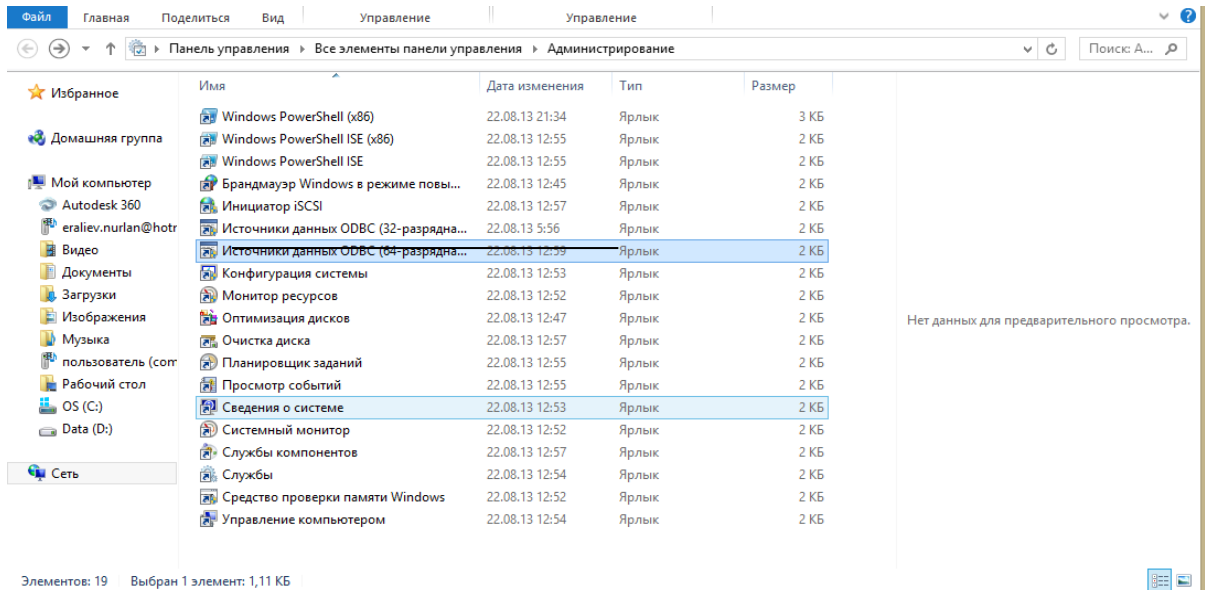 Файл Главная Поделиться Вид Управление Управление
Панель управления Все элементы панели управления Администрирование Поиск: А...
Имя Дата изменения Тип Размер
Избранное
Домашняя группа
Мой компьютер
Autodesk 360
eraliev.nurlan@hotr
Видео
Документы
Загрузки
Изображения
Музыка
пользователь (com
Рабочий стол
OS (C:)
Data (D:)
Сеть
Windows PowerShell (x86) 22.08.13 21:34 Ярлык 3 КБ
Windows PowerShell ISE (x86) 22.08.13 12:55 Ярлык 2 КБ
Windows PowerShell ISE 22.08.13 12:55 Ярлык 2 КБ
Брандмауэр Windows в режиме повы... 22.08.13 12:45 Ярлык 2 КБ
Инициатор iSCSI 22.08.13 12:57 Ярлык 2 КБ
Источники данных ODBC (32-разрядна... 22.08.13 5:56 Ярлык 2 КБ
Источники данных ODBC (64-разрядна... 22.08.13 12:59 Ярлык 2 КБ
Конфигурация системы 22.08.13 12:53 Ярлык 2 КБ
Монитор ресурсов 22.08.13 12:52 Ярлык 2 КБ
Оптимизация дисков 22.08.13 12:47 Ярлык 2 КБ
Очистка диска 22.08.13 12:57 Ярлык 2 КБ
Планировщик заданий 22.08.13 12:55 Ярлык 2 КБ
Просмотр событий 22.08.13 12:55 Ярлык 2 КБ
Сведения о системе 22.08.13 12:53 Ярлык 2 КБ
Системный монитор 22.08.13 12:52 Ярлык 2 КБ
Службы компонентов 22.08.13 12:57 Ярлык 2 КБ
Службы 22.08.13 12:54 Ярлык 2 КБ
Средство проверки памяти Windows 22.08.13 12:52 Ярлык 2 КБ
Управление компьютером 22.08.13 12:54 Ярлык 2 КБ
Нет данных для предварительного просмотра.
Элементов: 19 Выбран 1 элемент: 1,11 КБ